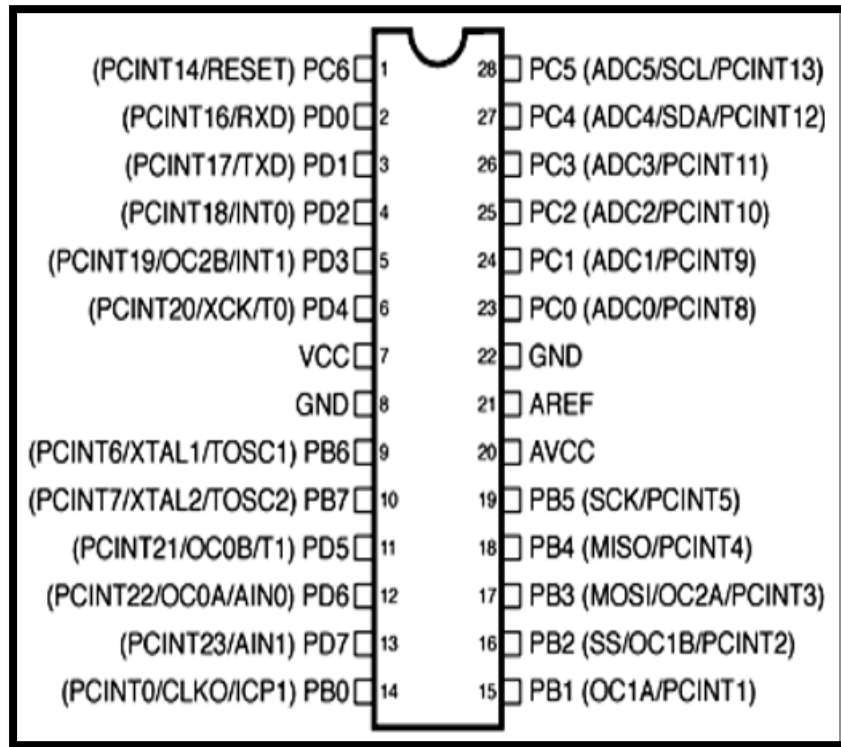 (PCINT14/RESET) PC6 1 28 PC5 (ADC5/SCL/PCINT13)
(PCINT16/RXD) PD0 2 27 PC4 (ADC4/SDA/PCINT12)
(PCINT17/TXD) PD1 3 26 PC3 (ADC3/PCINT11)
(PCINT18/INT0) PD2 4 25 PC2 (ADC2/PCINT10)
(PCINT19/OC2B/INT1) PD3 5 24 PC1 (ADC1/PCINT9)
(PCINT20/XCK/T0) PD4 6 23 PC0 (ADC0/PCINT8)
VCC 7 22 GND
GND 8 21 AREF
(PCINT6/XTAL1/TOSC1) PB6 9 20 AVCC
(PCINT7/XTAL2/TOSC2) PB7 10 19 PB5 (SCK/PCINT5)
(PCINT21/OC0B/T1) PD5 11 18 PB4 (MISO/PCINT4)
(PCINT22/OC0A/AIN0) PD6 12 17 PB3 (MOSI/OC2A/PCINT3)
(PCINT23/AIN1) PD7 13 16 PB2 (SS/OC1B/PCINT2)
(PCINT0/CLKO/ICP1) PB0 14 15 PB1 (OC1A/PCINT1)